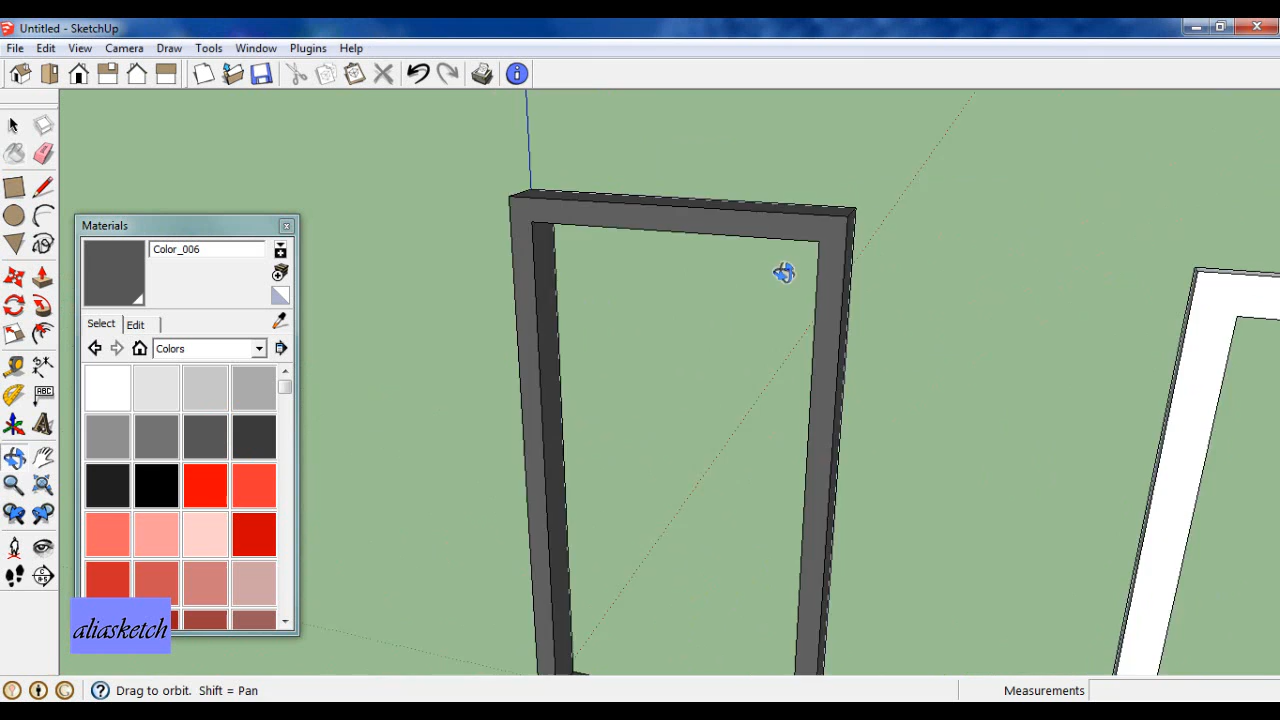 Untitled - SketchUp
File Edit View Camera Draw Tools Window Plugins Help
Materials
Color_006
Select Edit
Colors
ABC
A
aliasketch
Drag to orbit. Shift = Pan
Measurements